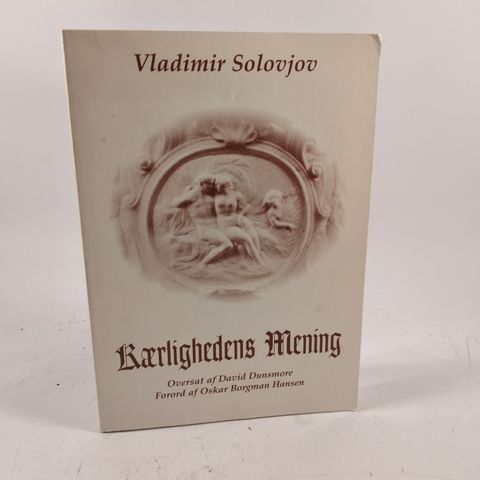 Vladimir Solovjov
Kærlighedens Mening
Oversat af David Dunsmore
Forord af Oskar Borgman Hansen